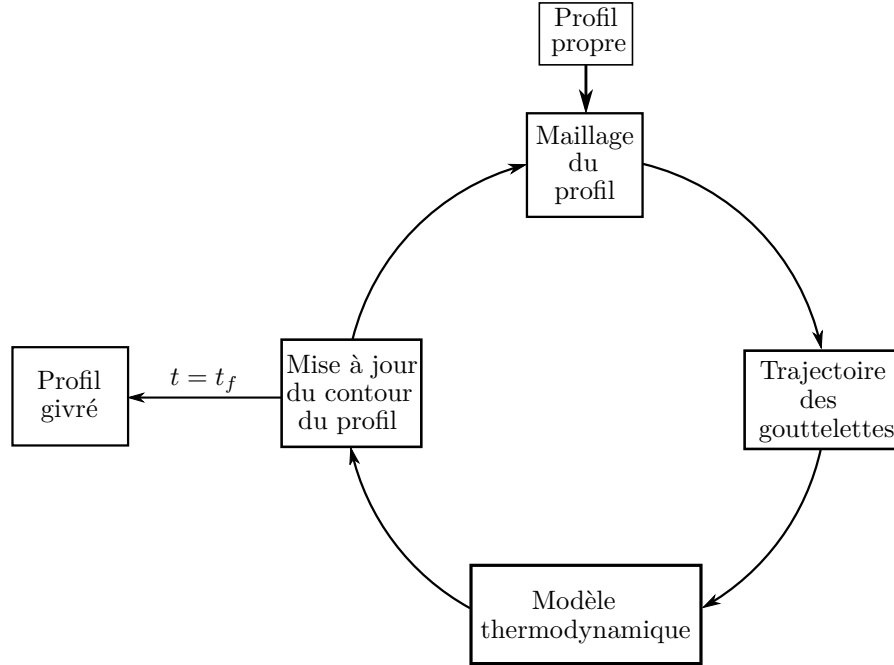 Profil
propre
Maillage
du
profil
Trajectoire
des
gouttelettes
Modèle
thermodynamique
Mise à jour
du contour
du profil
t = t_f
Profil
givré